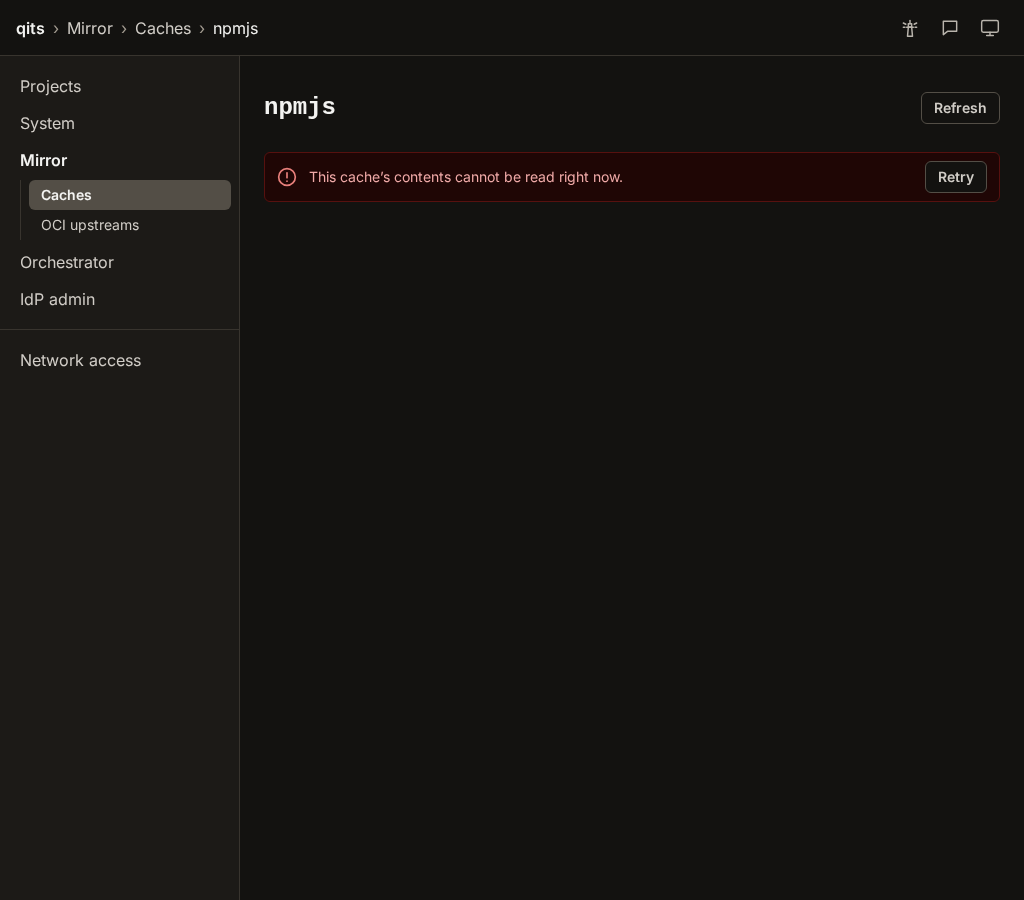 qits › Mirror › Caches › npmjs
Projects
System
Mirror
Caches
OCI upstreams
Orchestrator
IdP admin
Network access
npmjs
Refresh
This cache’s contents cannot be read right now.
Retry